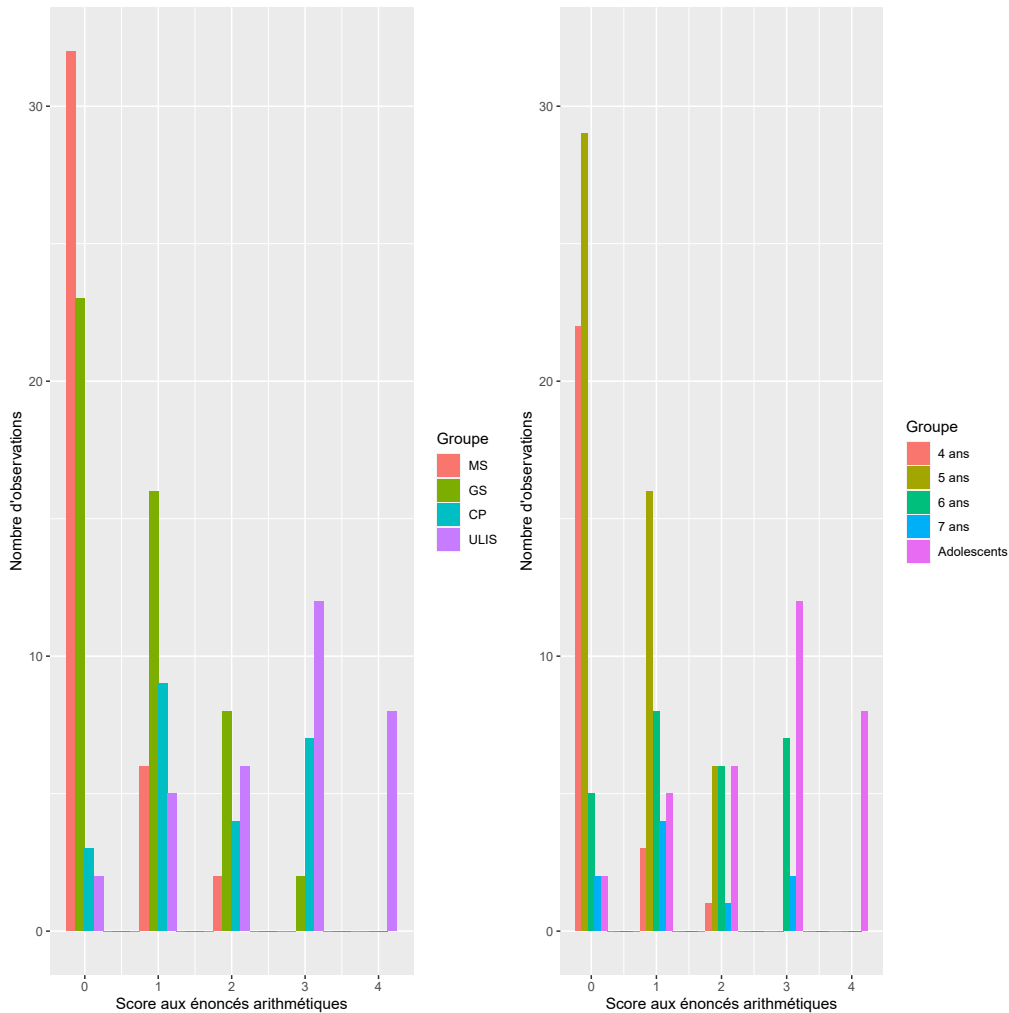 Nombre d'observations
30
20
10
0
0 1 2 3 4
Score aux énoncés arithmétiques
Groupe
MS
GS
CP
ULIS
Nombre d'observations
30
20
10
0
0 1 2 3 4
Score aux énoncés arithmétiques
Groupe
4 ans
5 ans
6 ans
7 ans
Adolescents